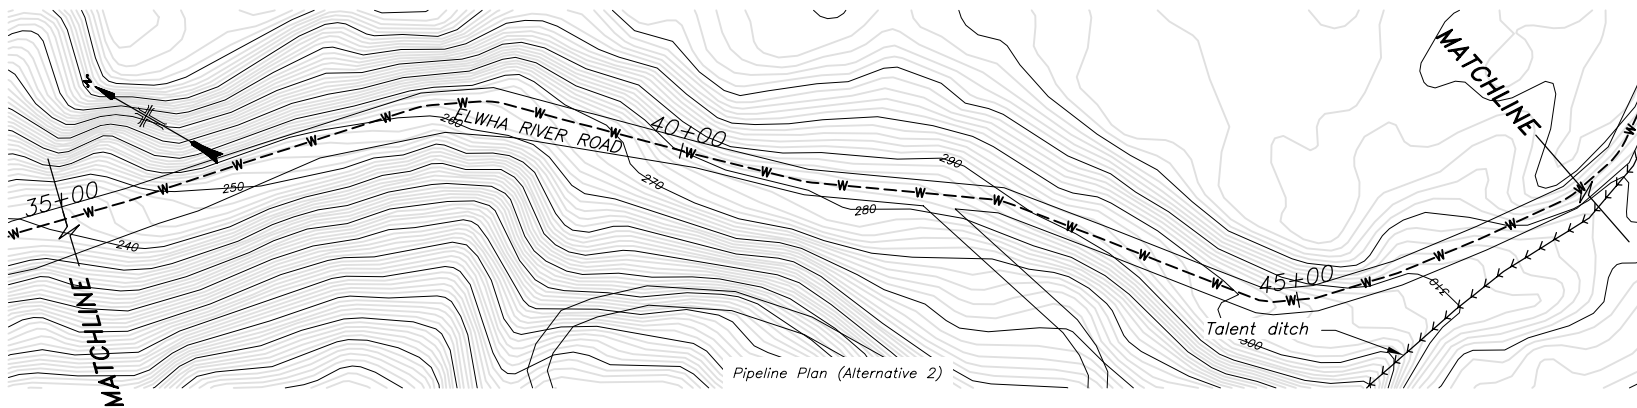 MATCHLINE
N
ELWHA RIVER ROAD
260
40+00
290
35+00
250
270
280
240
W W W W W W W W W W W W W W W W W W W W W W W
45+00
310
Talent ditch
300
MATCHLINE
Pipeline Plan (Alternative 2)